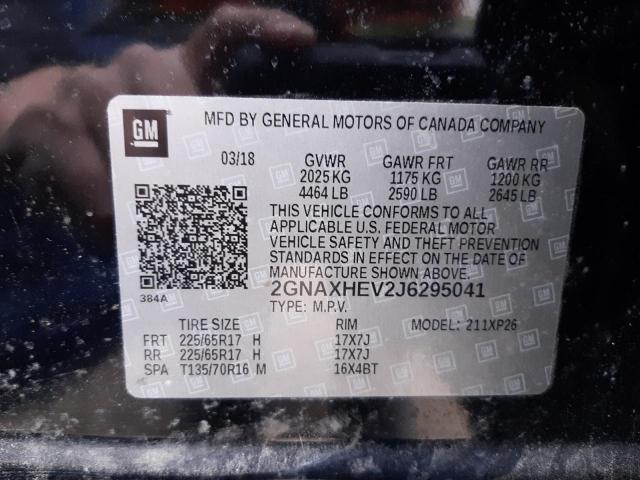 GM MFD BY GENERAL MOTORS OF CANADA COMPANY
03/18 GVWR GAWR FRT GAWR RR
2025 KG 1175 KG 1200 KG
4464 LB 2590 LB 2645 LB
THIS VEHICLE CONFORMS TO ALL
APPLICABLE U.S. FEDERAL MOTOR
VEHICLE SAFETY AND THEFT PREVENTION
STANDARDS IN EFFECT ON THE DATE OF
MANUFACTURE SHOWN ABOVE.
384A 2GNAXHEV2J6295041
TYPE: M.P.V.
TIRE SIZE RIM MODEL: 211XP26
FRT 225/65R17 H 17X7J
RR 225/65R17 H 17X7J
SPA T135/70R16 M 16X4BT